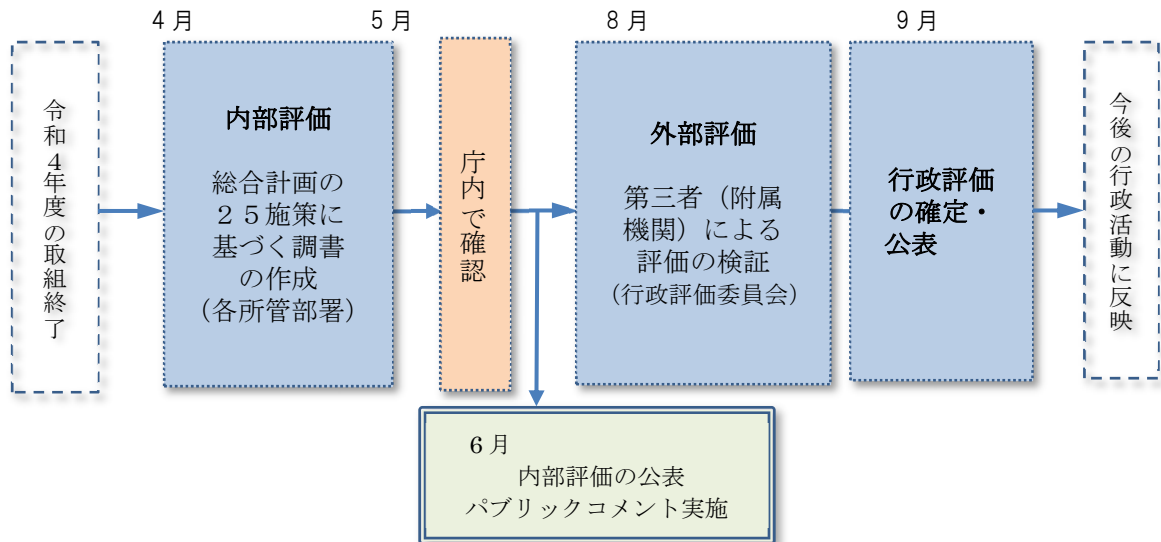 4月
5月
8月
9月
令和4年度の取組終了
内部評価
総合計画の
25施策に
基づく調書
の作成
(各所管部署)
庁内で確認
外部評価
第三者(附属
機関)による
評価の検証
(行政評価委員会)
行政評価
の確定・
公表
今後の行政活動に反映
6月
内部評価の公表
パブリックコメント実施